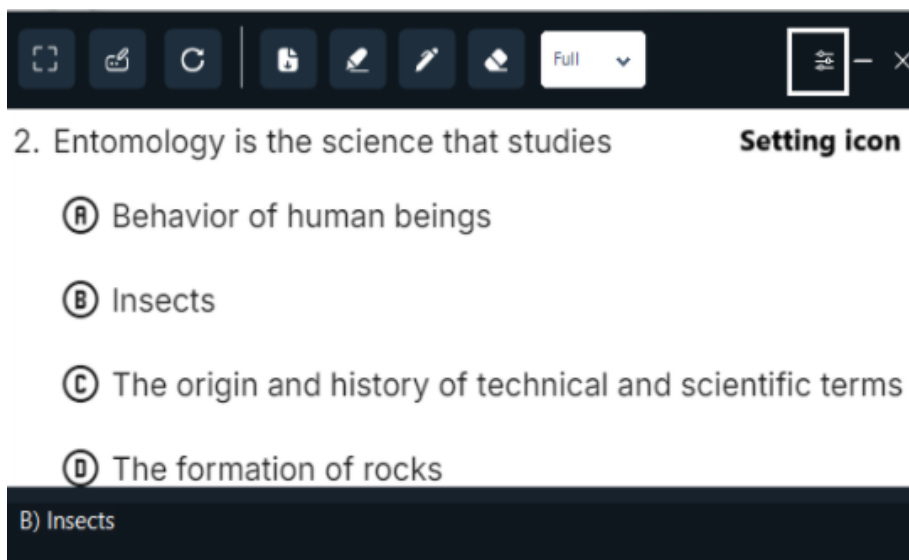 Full
2. Entomology is the science that studies
Setting icon
A Behavior of human beings
B Insects
C The origin and history of technical and scientific terms
D The formation of rocks
B) Insects